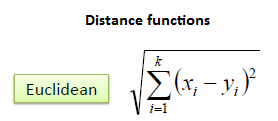 Distance functions
Euclidean
√∑_{i=1}^{k} (x_i − y_i)^2